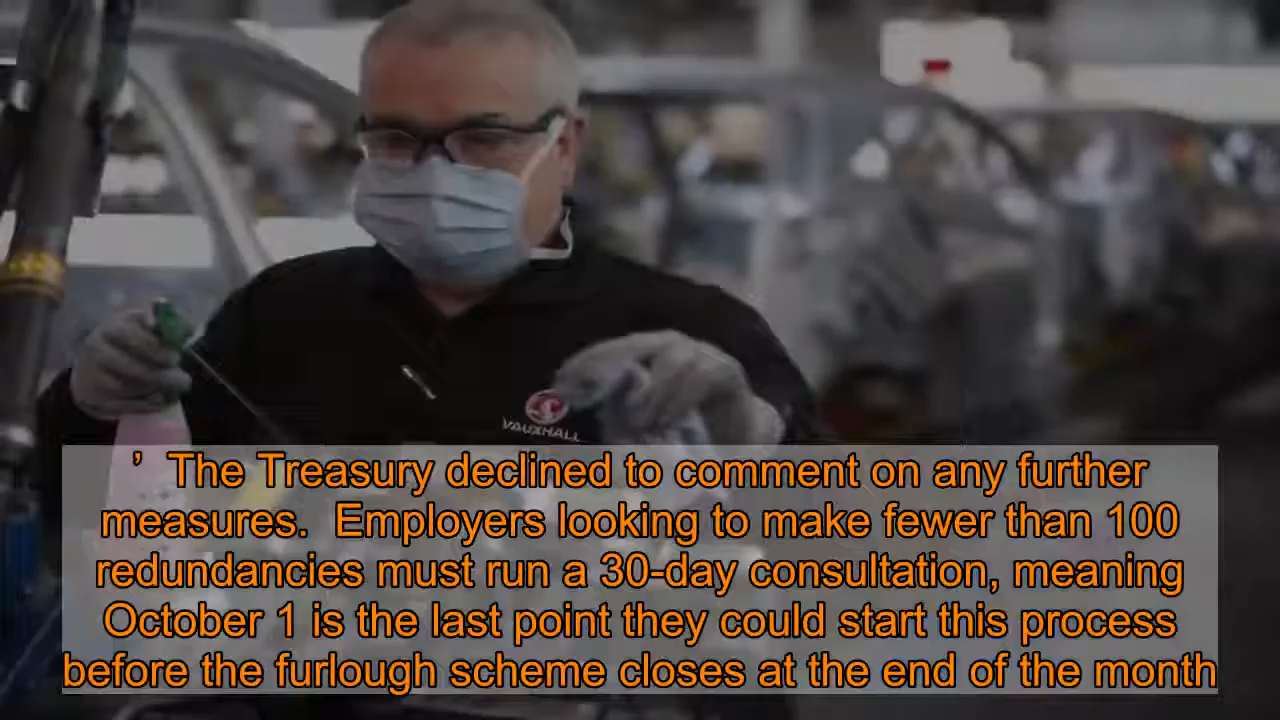 VAUXHALL
’ The Treasury declined to comment on any further
measures. Employers looking to make fewer than 100
redundancies must run a 30-day consultation, meaning
October 1 is the last point they could start this process
before the furlough scheme closes at the end of the month